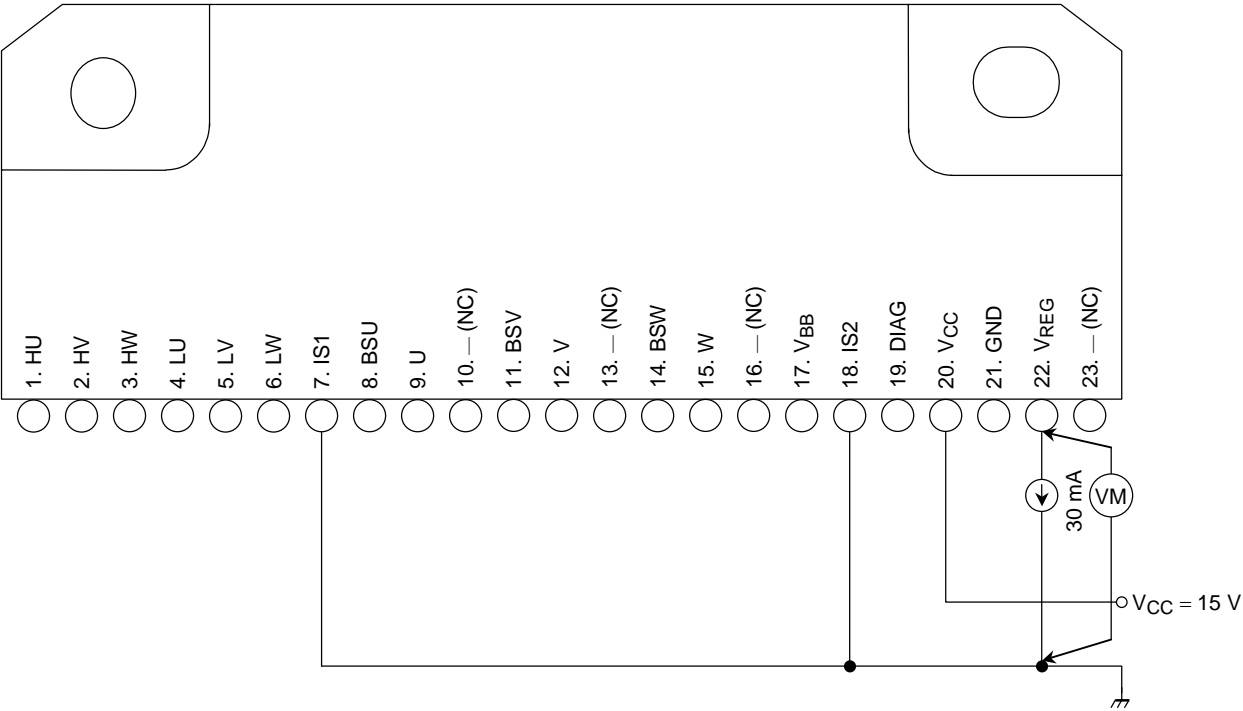 1. HU
2. HV
3. HW
4. LU
5. LV
6. LW
7. IS1
8. BSU
9. U
10. — (NC)
11. BSV
12. V
13. — (NC)
14. BSW
15. W
16. — (NC)
17. VBB
18. IS2
19. DIAG
20. VCC
21. GND
22. VREG
23. — (NC)
30 mA
VM
VCC = 15 V